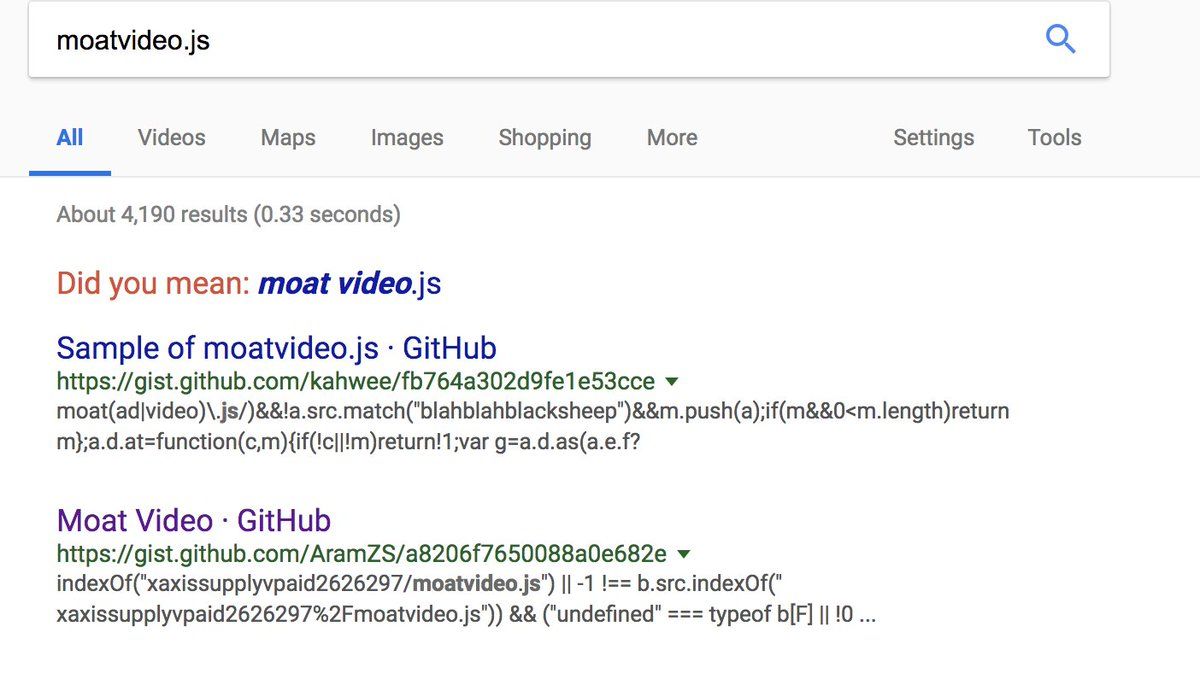 moatvideo.js
All Videos Maps Images Shopping More Settings Tools
About 4,190 results (0.33 seconds)
Did you mean: moat video.js
Sample of moatvideo.js · GitHub
https://gist.github.com/kahwee/fb764a302d9fe1e53cce
moat(ad|video)\.js/)&&!a.src.match("blahblahblacksheep")&&m.push(a);if(m&&0<m.length)return
m};a.d.at=function(c,m){if(!c||!m)return!1;var g=a.d.as(a.e.f?
Moat Video · GitHub
https://gist.github.com/AramZS/a8206f7650088a0e682e
indexOf("xaxissupplyvpaid2626297/moatvideo.js") || -1 !== b.src.indexOf("
xaxissupplyvpaid2626297%2Fmoatvideo.js")) && ("undefined" === typeof b[F] || !0 ...